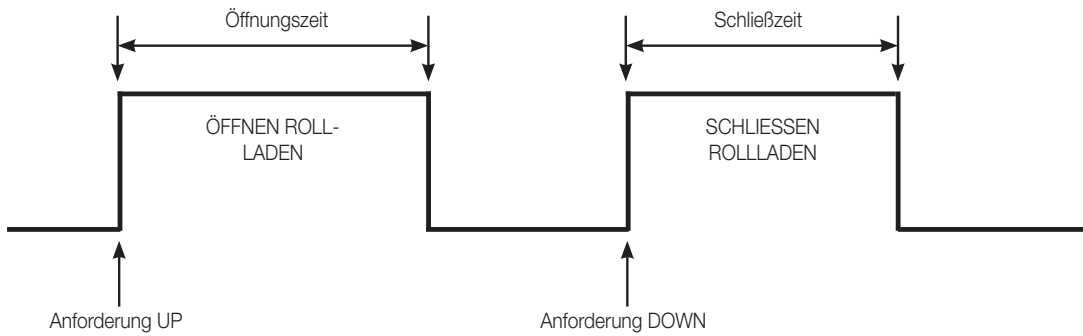 Öffnungszeit
Schließzeit
ÖFFNEN ROLL-
LADEN
SCHLIESSEN
ROLLLADEN
Anforderung UP
Anforderung DOWN